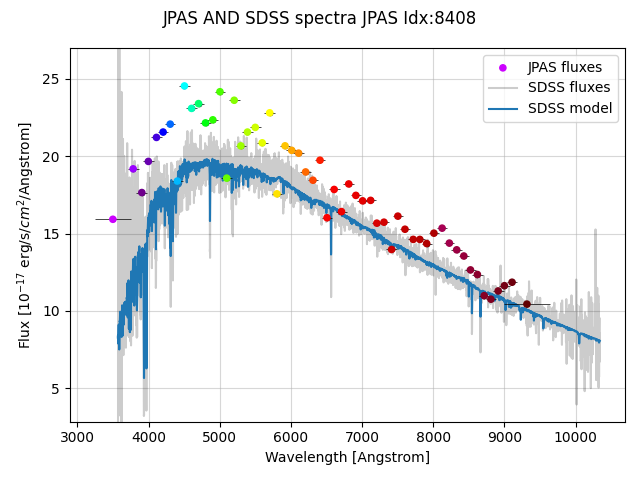 JPAS AND SDSS spectra JPAS Idx:8408
JPAS fluxes
SDSS fluxes
SDSS model
25
20
15
10
5
Flux [10^-17 erg/s/cm^2/Angstrom]
3000 4000 5000 6000 7000 8000 9000 10000
Wavelength [Angstrom]